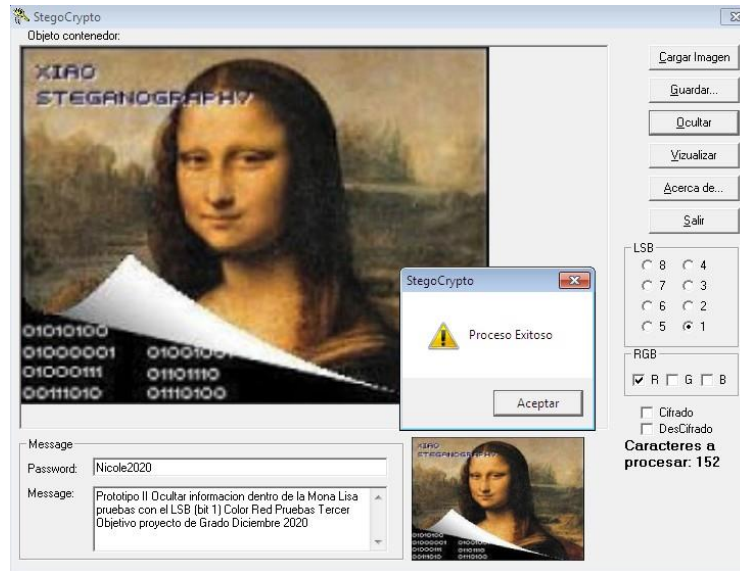 StegoCrypto
Objeto contenedor:
XIAO
STEGANOGRAPHY
01010100
01000001
01000111 01101110
00111010 01110100
Cargar Imagen
Guardar...
Ocultar
Vizualizar
Acerca de...
Salir
LSB
8 4
7 3
6 2
5 1
RGB
R G B
Cifrado
DesCifrado
Caracteres a
procesar: 152
StegoCrypto
Proceso Exitoso
Aceptar
Message
Password: Nicole2020
Message: Prototipo II Ocultar informacion dentro de la Mona Lisa
pruebas con el LSB (bit 1) Color Red Pruebas Tercer
Objetivo proyecto de Grado Diciembre 2020
XIAO
STEGANOGRAPHY